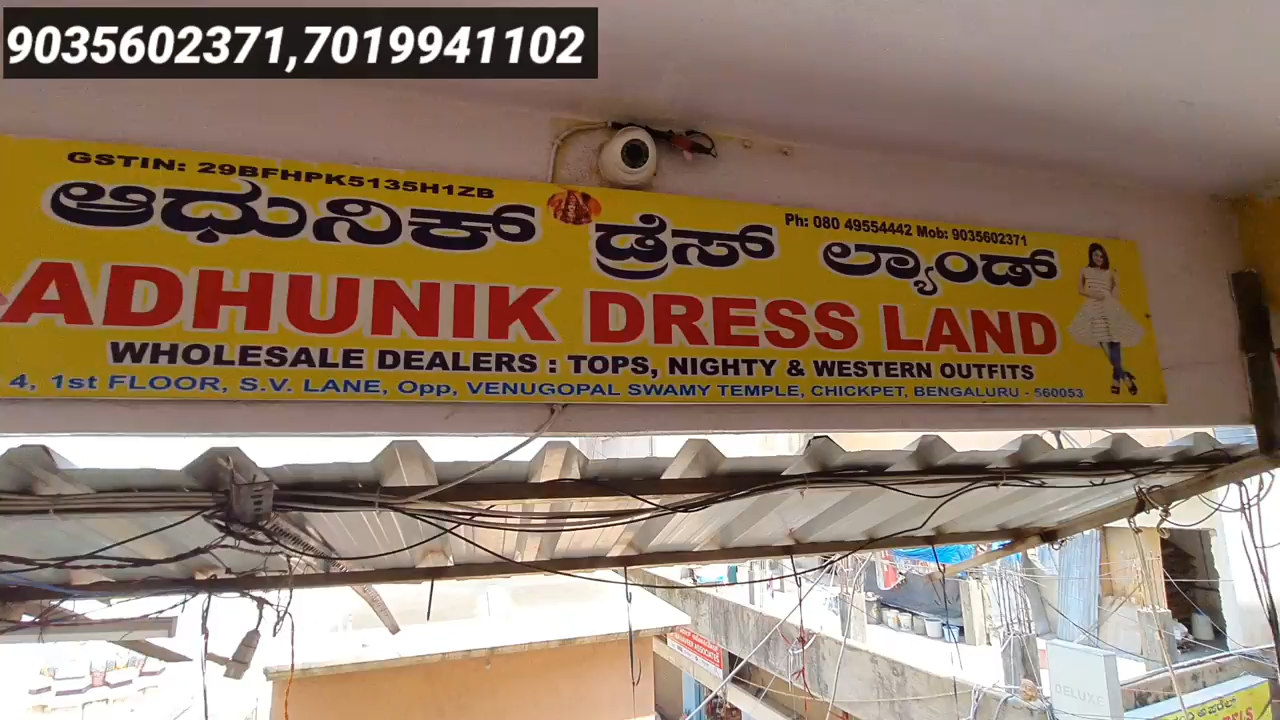 9035602371,7019941102
GSTIN: 29BFHPK5135H1ZB
Ph: 080 49554442 Mob: 9035602371
ಆಧುನಿಕ್ ಡ್ರೆಸ್ ಲ್ಯಾಂಡ್
ADHUNIK DRESS LAND
WHOLESALE DEALERS : TOPS, NIGHTY & WESTERN OUTFITS
4, 1st FLOOR, S.V. LANE, Opp, VENUGOPAL SWAMY TEMPLE, CHICKPET, BENGALURU - 560053
DELUXE